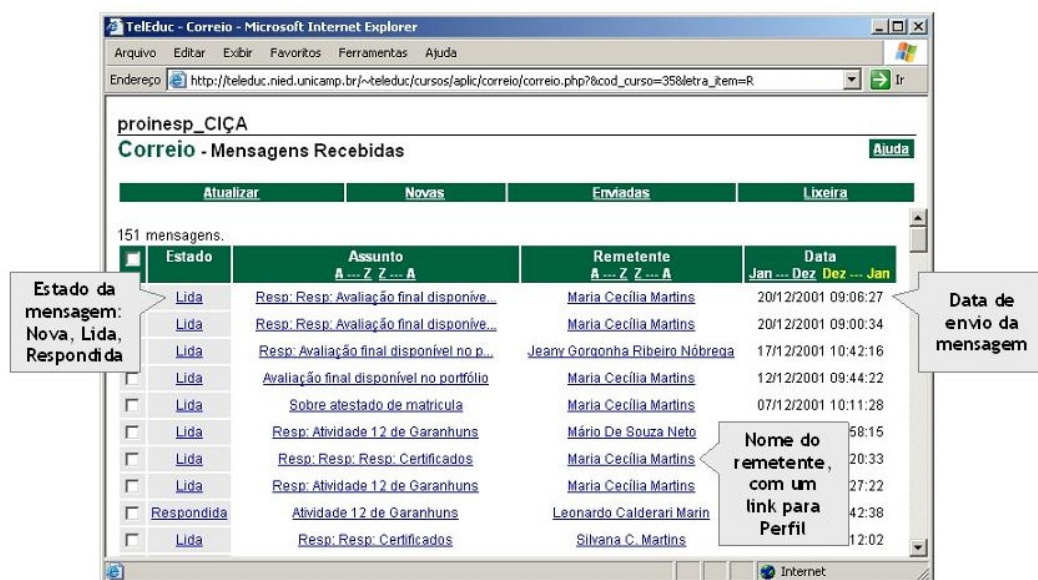 TelEduc - Correio - Microsoft Internet Explorer
Arquivo Editar Exibir Favoritos Ferramentas Ajuda
Endereço http://teleduc.nied.unicamp.br/~teleduc/cursos/aplic/correio/correio.php?&cod_curso=35&letra_item=R Ir
proinesp_CIÇA
Correio - Mensagens Recebidas Ajuda
Atualizar Novas Enviadas Lixeira
151 mensagens.
Estado Assunto Remetente Data
A --- Z Z --- A A --- Z Z --- A Jan --- Dez Dez --- Jan
Lida Resp: Resp: Avaliação final disponíve... Maria Cecília Martins 20/12/2001 09:06:27
Lida Resp: Resp: Avaliação final disponíve... Maria Cecília Martins 20/12/2001 09:00:34
Lida Resp: Avaliação final disponível no p... Jeany Gorgonha Ribeiro Nóbrega 17/12/2001 10:42:16
Lida Avaliação final disponível no portfólio Maria Cecília Martins 12/12/2001 09:44:22
Lida Sobre atestado de matricula Maria Cecília Martins 07/12/2001 10:11:28
Lida Resp: Atividade 12 de Garanhuns Mário De Souza Neto 58:15
Lida Resp: Resp: Resp: Certificados Maria Cecília Martins 20:33
Lida Resp: Atividade 12 de Garanhuns Maria Cecília Martins 27:22
Respondida Atividade 12 de Garanhuns Leonardo Calderari Marin 42:38
Lida Resp: Resp: Certificados Silvana C. Martins 12:02
Internet
Estado da
mensagem:
Nova, Lida,
Respondida
Data de
envio da
mensagem
Nome do
remetente,
com um
link para
Perfil